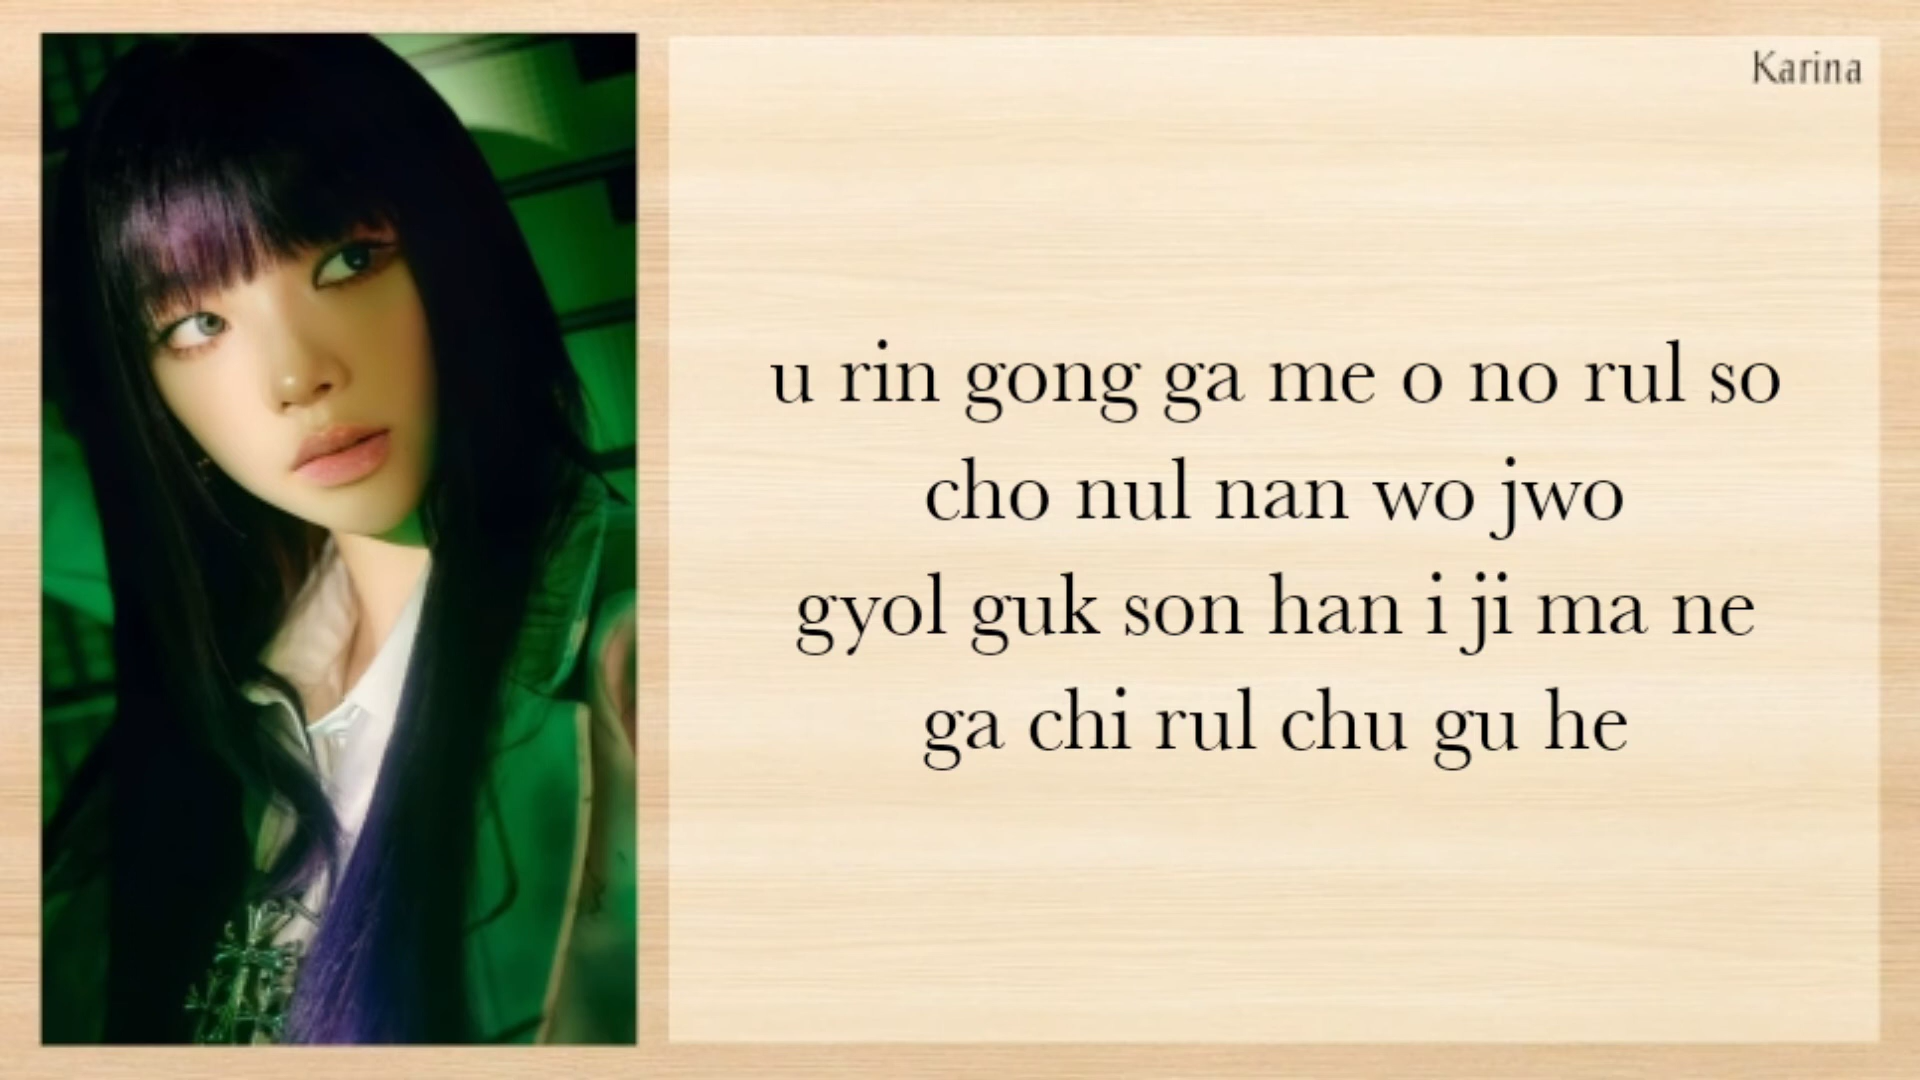 Karina
u rin gong ga me o no rul so
cho nul nan wo jwo
gyol guk son han i ji ma ne
ga chi rul chu gu he